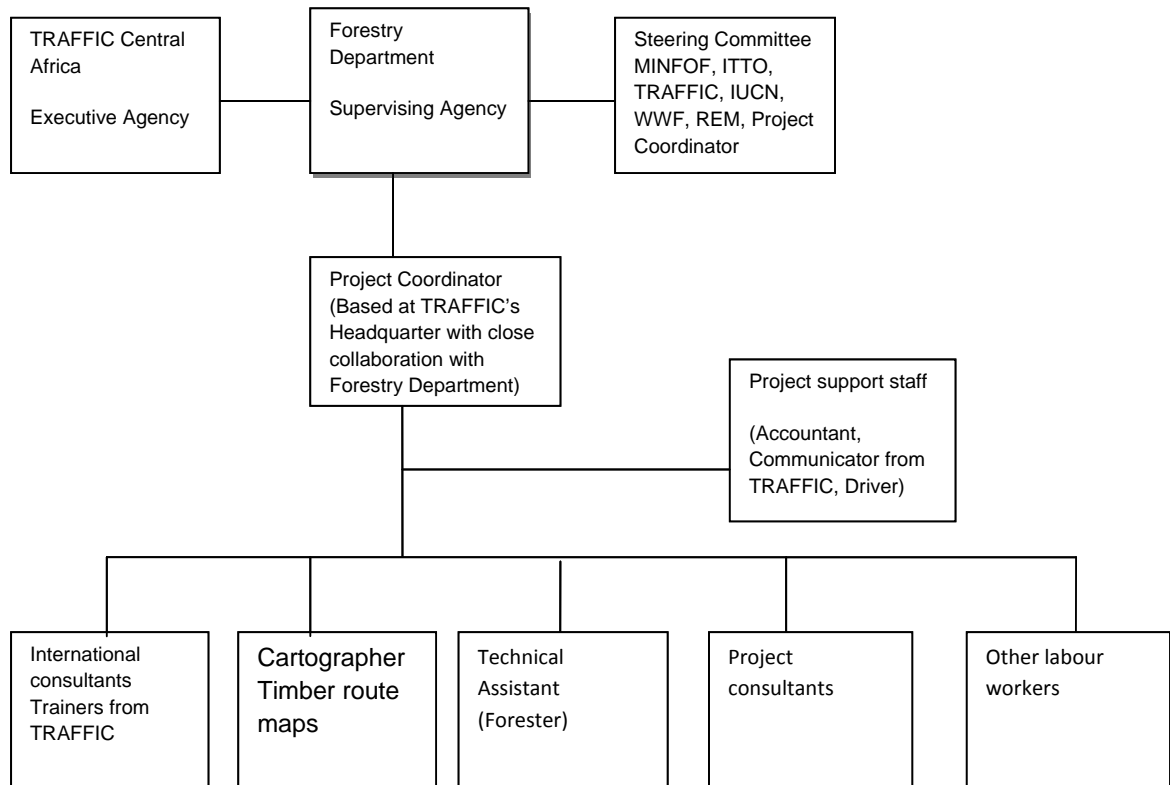 TRAFFIC Central
Africa
Executive Agency
Forestry
Department
Supervising Agency
Steering Committee
MINFOF, ITTO,
TRAFFIC, IUCN,
WWF, REM, Project
Coordinator
Project Coordinator
(Based at TRAFFIC’s
Headquarter with close
collaboration with
Forestry Department)
Project support staff
(Accountant,
Communicator from
TRAFFIC, Driver)
International
consultants
Trainers from
TRAFFIC
Cartographer
Timber route
maps
Technical
Assistant
(Forester)
Project
consultants
Other labour
workers